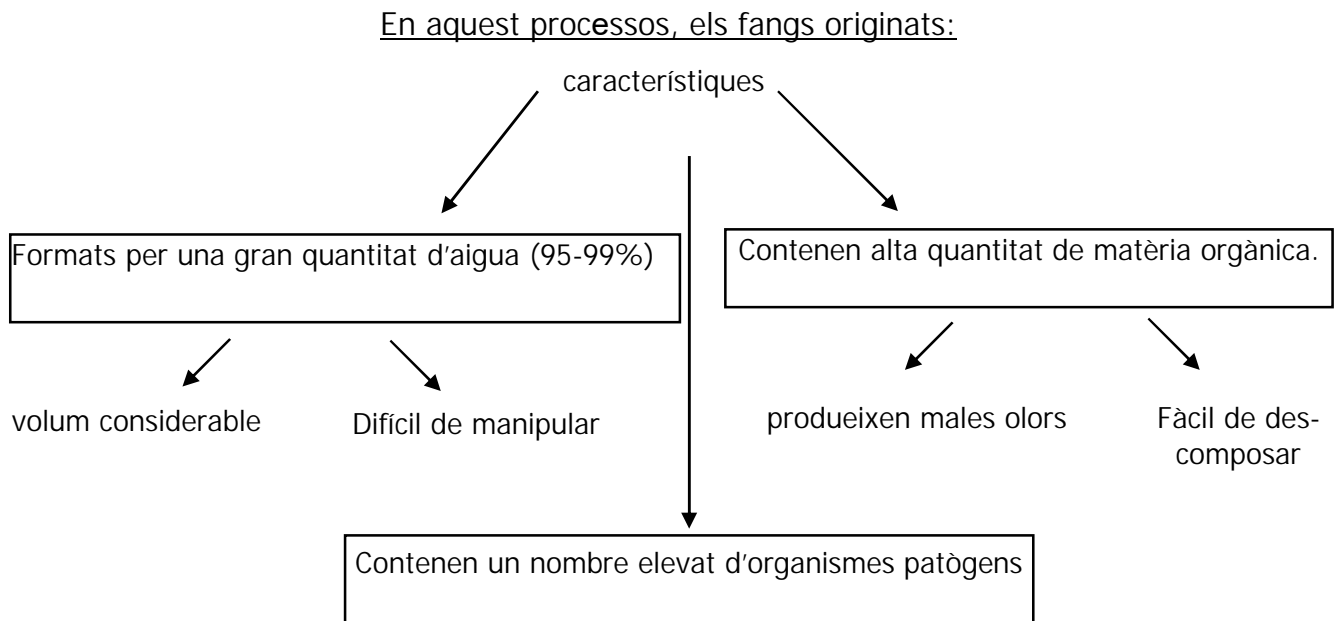 En aquest processos, els fangs originats:
característiques
Formats per una gran quantitat d'aigua (95-99%)
Contenen alta quantitat de matèria orgànica.
volum considerable
Difícil de manipular
produeixen males olors
Fàcil de des-
composar
Contenen un nombre elevat d'organismes patògens